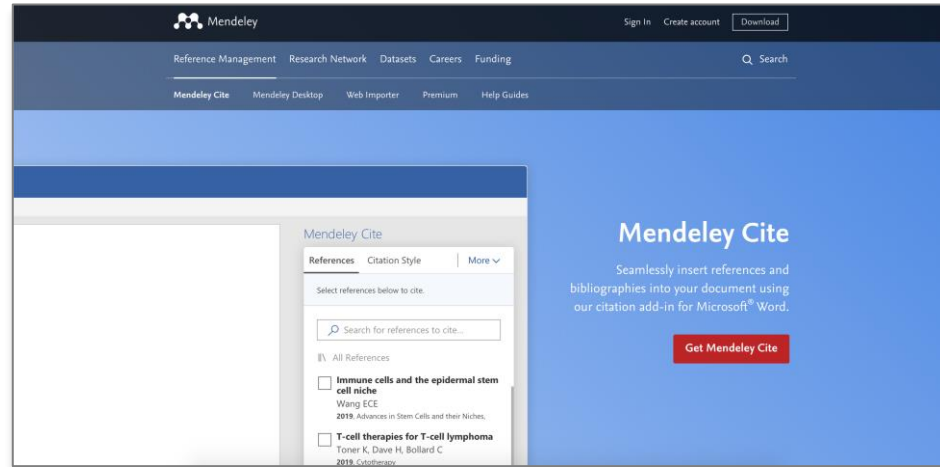 Mendeley
Sign In Create account Download
Reference Management Research Network Datasets Careers Funding Search
Mendeley Cite Mendeley Desktop Web Importer Premium Help Guides
Mendeley Cite
References Citation Style More
Select references below to cite.
Search for references to cite...
All References
Immune cells and the epidermal stem
cell niche
Wang ECE
2019, Advances in Stem Cells and their Niches,
T-cell therapies for T-cell lymphoma
Toner K, Dave H, Bollard C
2019, Cytotherapy
Mendeley Cite
Seamlessly insert references and
bibliographies into your document using
our citation add-in for Microsoft® Word.
Get Mendeley Cite